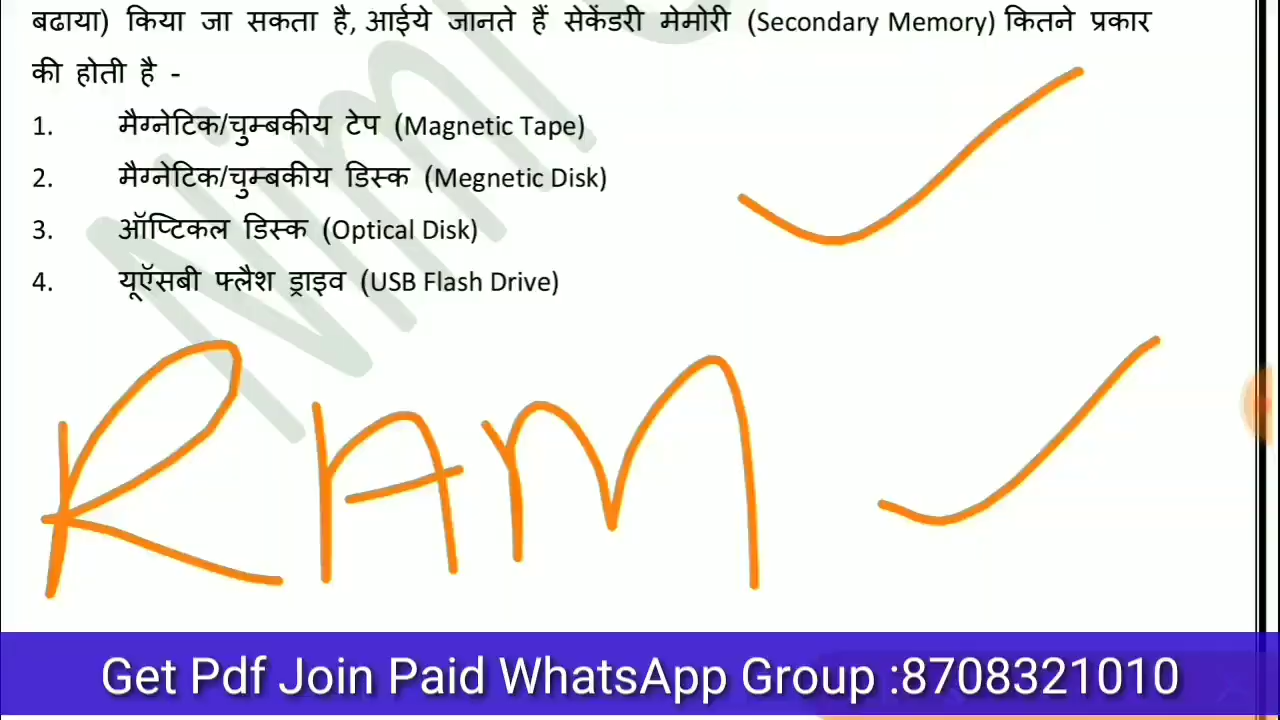 बढाया) किया जा सकता है, आईये जानते हैं सेकेंडरी मेमोरी (Secondary Memory) कितने प्रकार
की होती है -
1. मैग्नेटिक/चुम्बकीय टेप (Magnetic Tape)
2. मैग्नेटिक/चुम्बकीय डिस्क (Megnetic Disk)
3. ऑप्टिकल डिस्क (Optical Disk)
4. यूऍसबी फ्लैश ड्राइव (USB Flash Drive)
RAM
Get Pdf Join Paid WhatsApp Group :8708321010